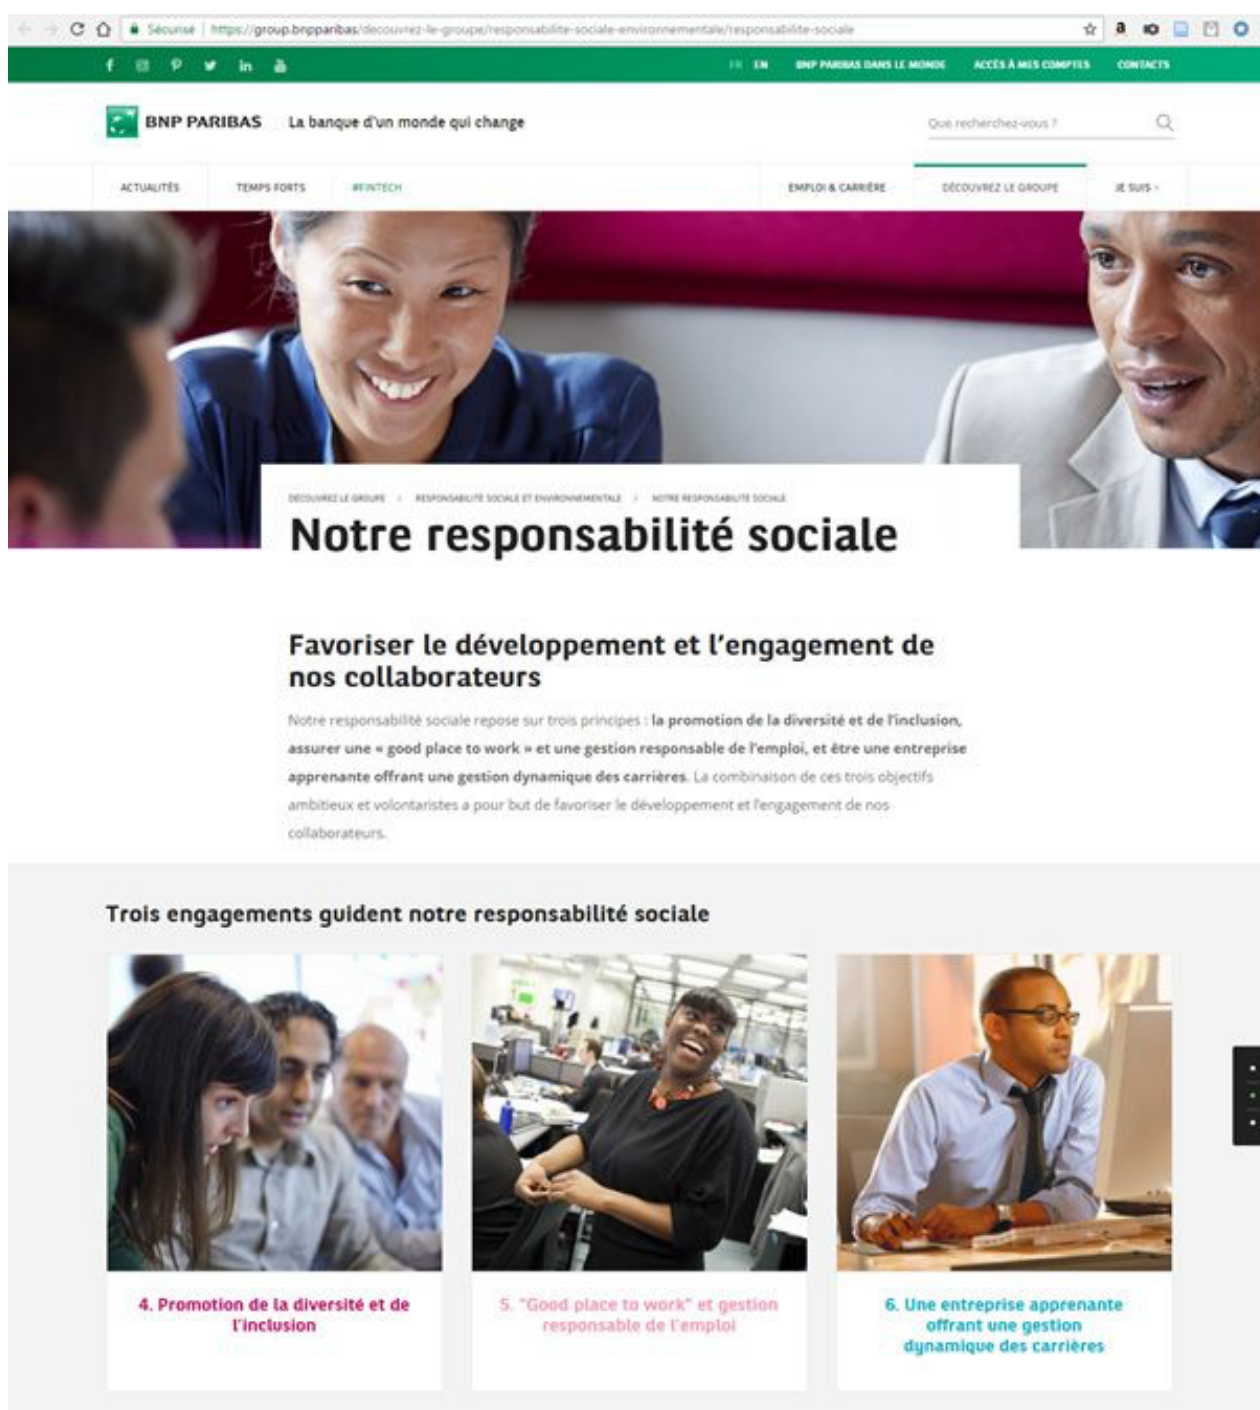 Sécurisé | https://group.bnpparibas/decouvrez-le-groupe/responsabilite-sociale-environnementale/responsabilite-sociale
FR EN BNP PARIBAS DANS LE MONDE ACCÈS À MES COMPTES CONTACTS
BNP PARIBAS La banque d'un monde qui change
Que recherchez-vous ?
ACTUALITÉS TEMPS FORTS #FINTECH EMPLOI & CARRIÈRE DÉCOUVREZ LE GROUPE JE SUIS
DÉCOUVREZ LE GROUPE / RESPONSABILITÉ SOCIALE ET ENVIRONNEMENTALE / NOTRE RESPONSABILITÉ SOCIALE
Notre responsabilité sociale
Favoriser le développement et l'engagement de
nos collaborateurs
Notre responsabilité sociale repose sur trois principes : la promotion de la diversité et de l'inclusion,
assurer une « good place to work » et une gestion responsable de l'emploi, et être une entreprise
apprenante offrant une gestion dynamique des carrières. La combinaison de ces trois objectifs
ambitieux et volontaristes a pour but de favoriser le développement et l'engagement de nos
collaborateurs.
Trois engagements guident notre responsabilité sociale
4. Promotion de la diversité et de
l'inclusion
5. "Good place to work" et gestion
responsable de l'emploi
6. Une entreprise apprenante
offrant une gestion
dynamique des carrières